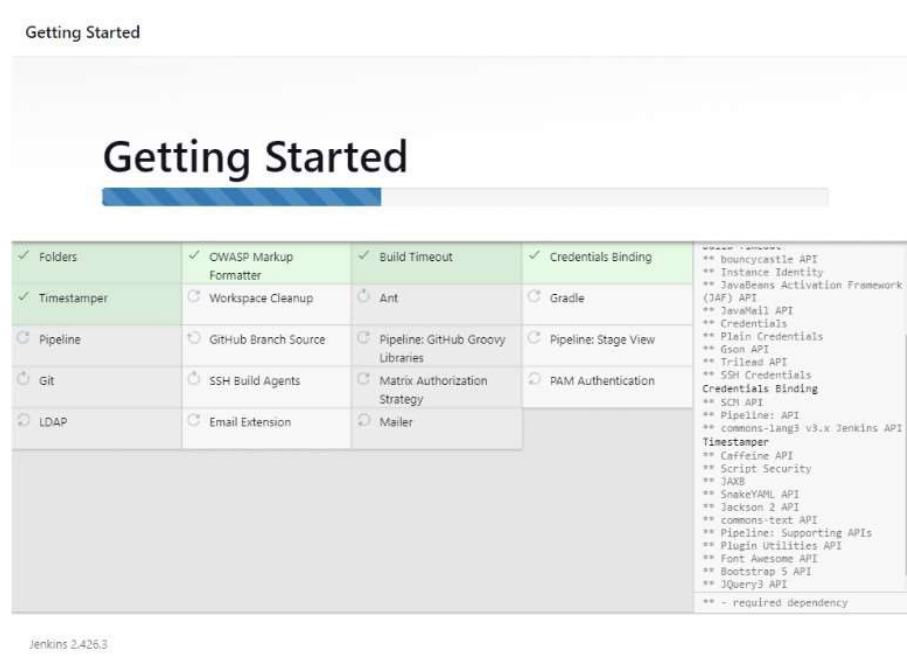 Getting Started
Getting Started
Folders
OWASP Markup
Formatter
Build Timeout
Credentials Binding
Timestamper
Workspace Cleanup
Ant
Gradle
Pipeline
GitHub Branch Source
Pipeline: GitHub Groovy
Libraries
Pipeline: Stage View
Git
SSH Build Agents
Matrix Authorization
Strategy
PAM Authentication
LDAP
Email Extension
Mailer
Build Timeout
** bouncycastle API
** Instance Identity
** JavaBeans Activation Framework
(JAF) API
** JavaMail API
** Credentials
** Plain Credentials
** Gson API
** Trilead API
** SSH Credentials
Credentials Binding
** SCM API
** Pipeline: API
** commons-lang3 v3.x Jenkins API
Timestamper
** Caffeine API
** Script Security
** JAXB
** SnakeYAML API
** Jackson 2 API
** commons-text API
** Pipeline: Supporting APIs
** Plugin Utilities API
** Font Awesome API
** Bootstrap 5 API
** JQuery3 API
** - required dependency
Jenkins 2.426.3